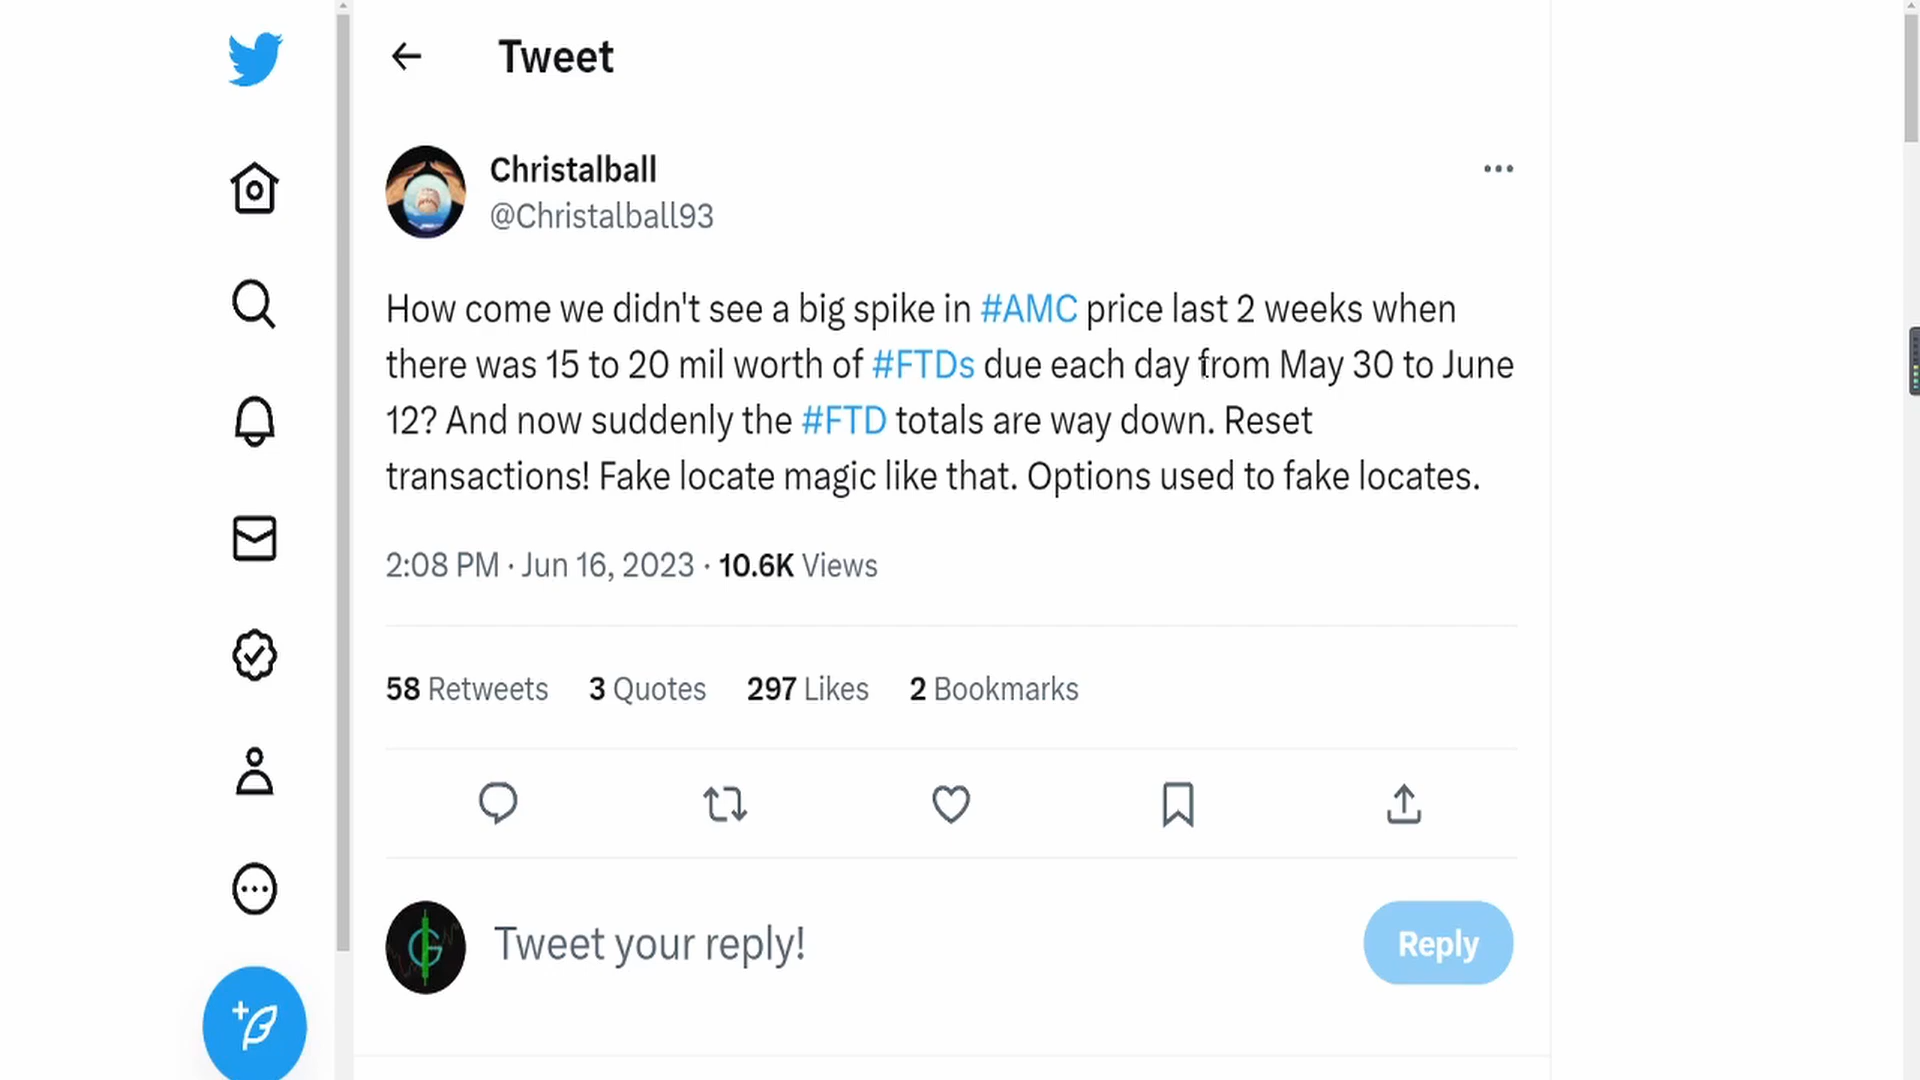 Tweet
Christalball
@Christalball93
How come we didn't see a big spike in #AMC price last 2 weeks when
there was 15 to 20 mil worth of #FTDs due each day from May 30 to June
12? And now suddenly the #FTD totals are way down. Reset
transactions! Fake locate magic like that. Options used to fake locates.
2:08 PM · Jun 16, 2023 · 10.6K Views
58 Retweets 3 Quotes 297 Likes 2 Bookmarks
Tweet your reply!
Reply